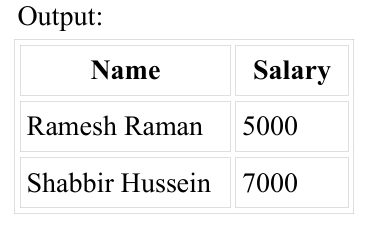 Output:
Name Salary
Ramesh Raman 5000
Shabbir Hussein 7000